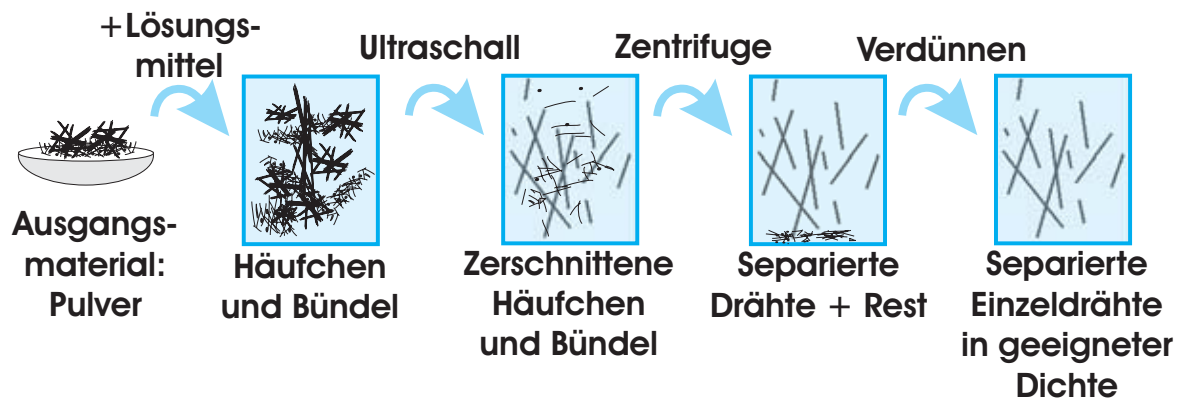 +Lösungs-
mittel
Ultraschall
Zentrifuge
Verdünnen
Ausgangs-
material:
Pulver
Häufchen
und Bündel
Zerschnittene
Häufchen
und Bündel
Separierte
Drähte + Rest
Separierte
Einzeldrähte
in geeigneter
Dichte